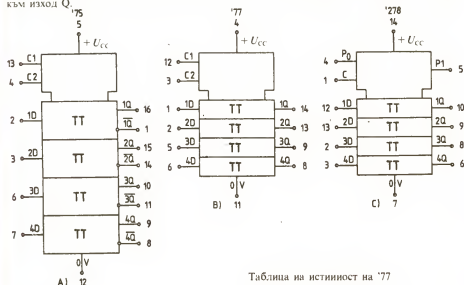 към изход Q.
'75
5
+ Ucc
13 C1
4 C2
2 1D TT 1Q 16
1Q 1
3 2D TT 2Q 15
2Q 14
6 3D TT 3Q 10
3Q 11
7 4D TT 4Q 9
4Q 8
0 V
A) 12
'77
4
+ Ucc
12 C1
3 C2
1 1D TT 1Q 14
2 2D TT 2Q 13
5 3D TT 3Q 9
6 4D TT 4Q 8
0 V
B) 11
'278
14
+ Ucc
4 P0 P1 5
1 C
12 1D TT 1Q 10
13 2D TT 2Q 9
2 3D TT 3Q 8
3 4D TT 4Q 6
0 V
C) 7
Таблица на истинност на '77